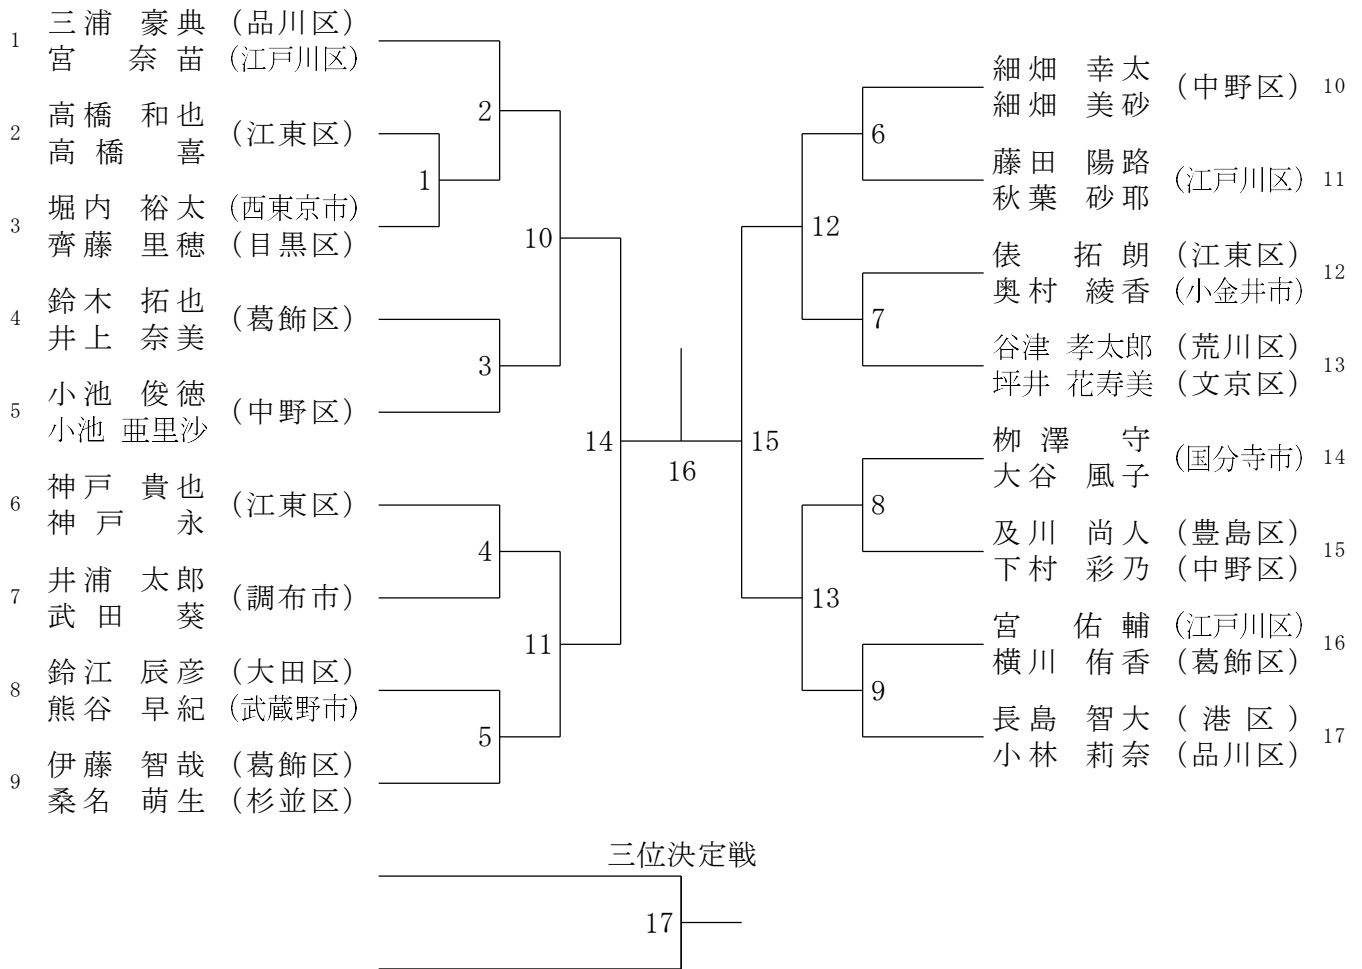 1 三浦 豪典 (品川区)
宮 奈苗 (江戸川区)
2 高橋 和也 (江東区)
高橋 喜
3 堀内 裕太 (西東京市)
齊藤 里穂 (目黒区)
4 鈴木 拓也 (葛飾区)
井上 奈美
5 小池 俊徳 (中野区)
小池 亜里沙
6 神戸 貴也 (江東区)
神戸 永
7 井浦 太郎 (調布市)
武田 葵
8 鈴江 辰彦 (大田区)
熊谷 早紀 (武蔵野市)
9 伊藤 智哉 (葛飾区)
桑名 萌生 (杉並区)
2
1
10
3
14
4
11
5
16
6
12
7
15
8
13
9
細畑 幸太 (中野区) 10
細畑 美砂
藤田 陽路 (江戸川区) 11
秋葉 砂耶
俵 拓朗 (江東区) 12
奥村 綾香 (小金井市)
谷津 孝太郎 (荒川区) 13
坪井 花寿美 (文京区)
栁澤 守 (国分寺市) 14
大谷 風子
及川 尚人 (豊島区) 15
下村 彩乃 (中野区)
宮 佑輔 (江戸川区) 16
横川 侑香 (葛飾区)
長島 智大 (港区) 17
小林 莉奈 (品川区)
三位決定戦
17